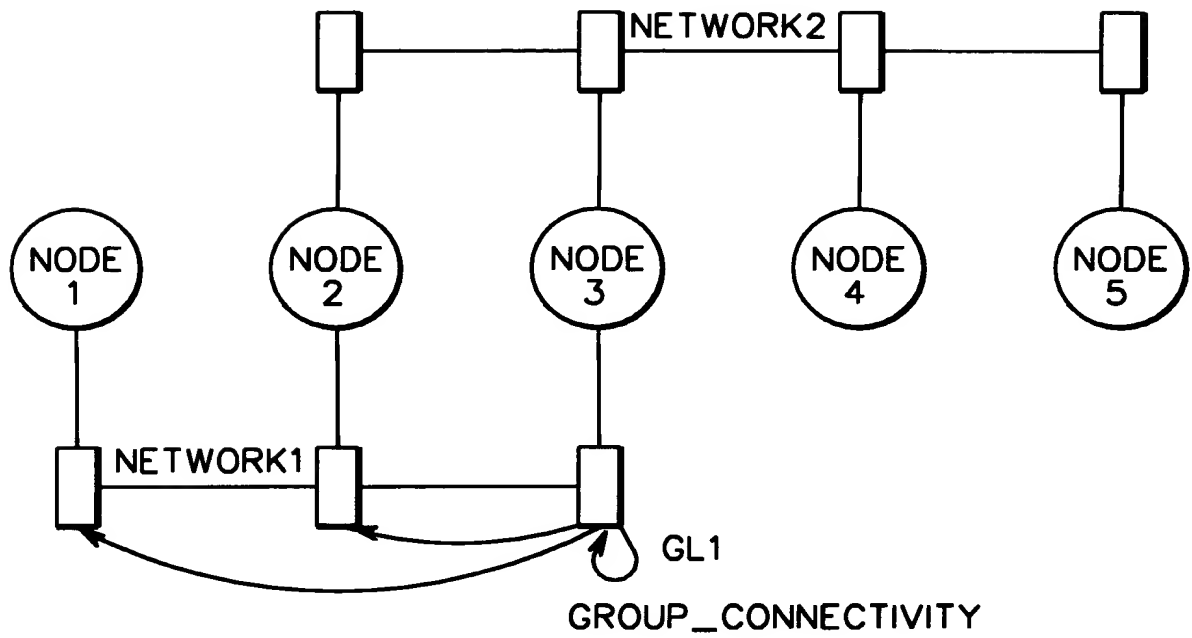 NETWORK2
NODE
1
NODE
2
NODE
3
NODE
4
NODE
5
NETWORK1
GL1
GROUP_CONNECTIVITY